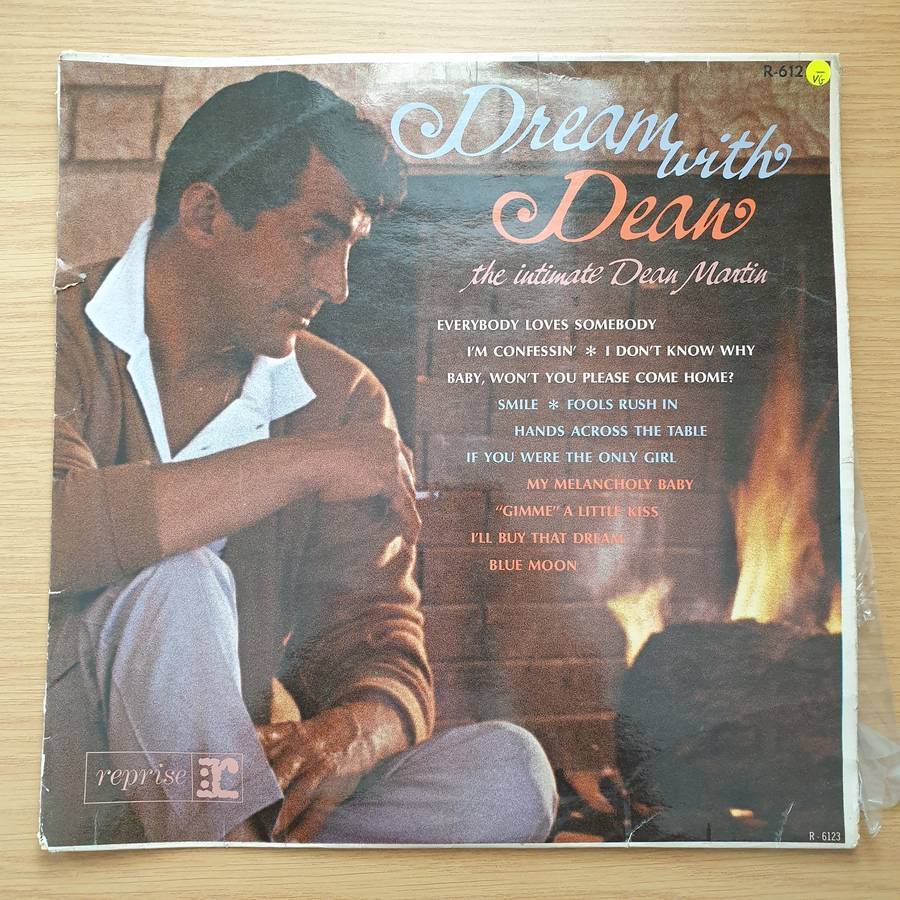 R-612
VG
Dream with
Dean
the intimate Dean Martin
EVERYBODY LOVES SOMEBODY
I'M CONFESSIN' * I DON'T KNOW WHY
BABY, WON'T YOU PLEASE COME HOME?
SMILE * FOOLS RUSH IN
HANDS ACROSS THE TABLE
IF YOU WERE THE ONLY GIRL
MY MELANCHOLY BABY
"GIMME" A LITTLE KISS
I'LL BUY THAT DREAM
BLUE MOON
reprise r
R - 6123